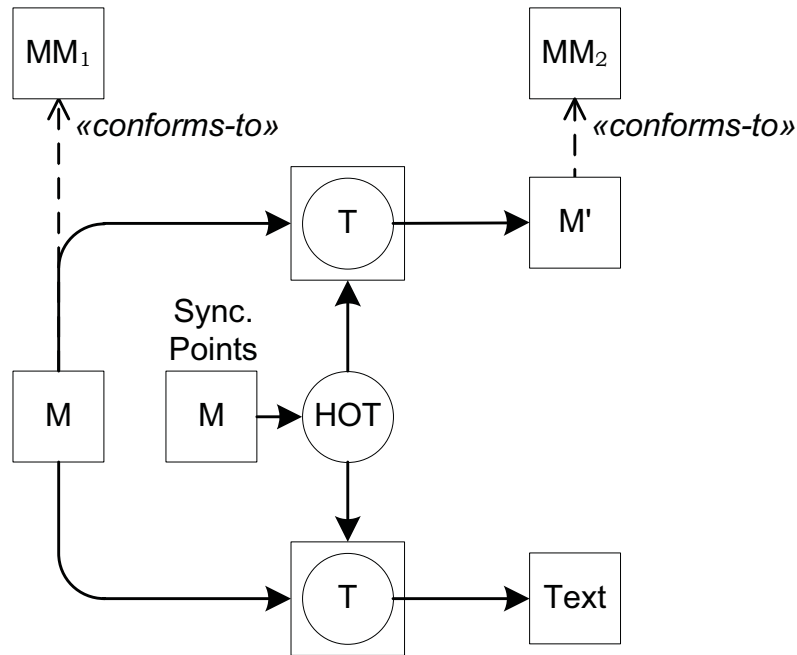 MM₁
MM₂
«conforms-to»
«conforms-to»
T
M'
Sync.
Points
M
M
HOT
T
Text